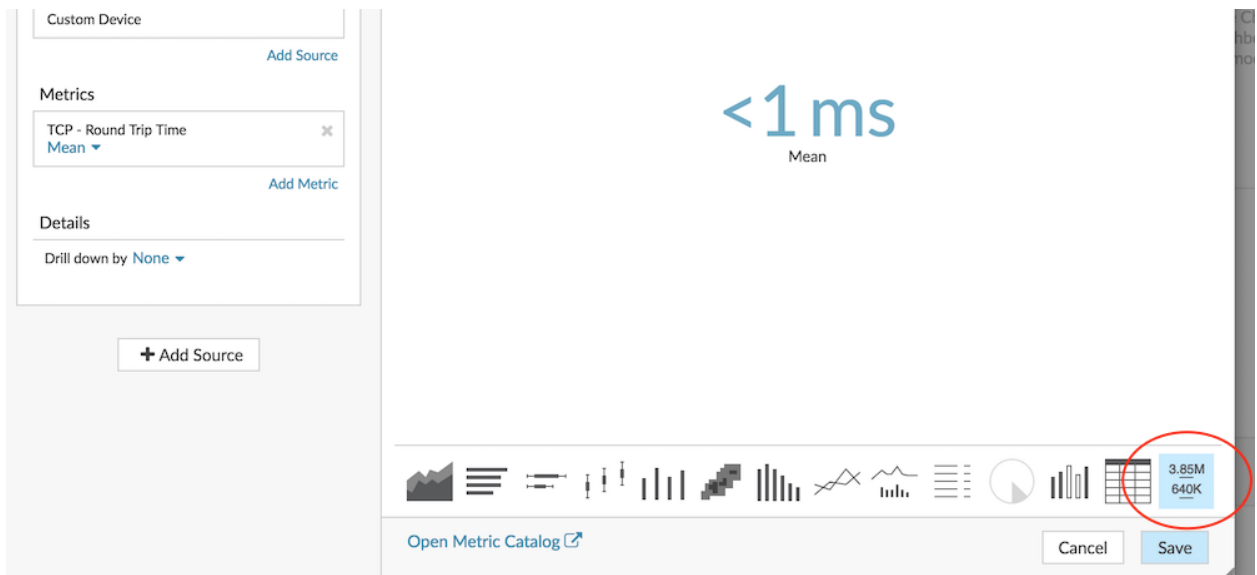 Custom Device
Add Source
Metrics
TCP - Round Trip Time
Mean
Add Metric
Details
Drill down by None
+ Add Source
<1 ms
Mean
3.85M
640K
Open Metric Catalog
Cancel
Save